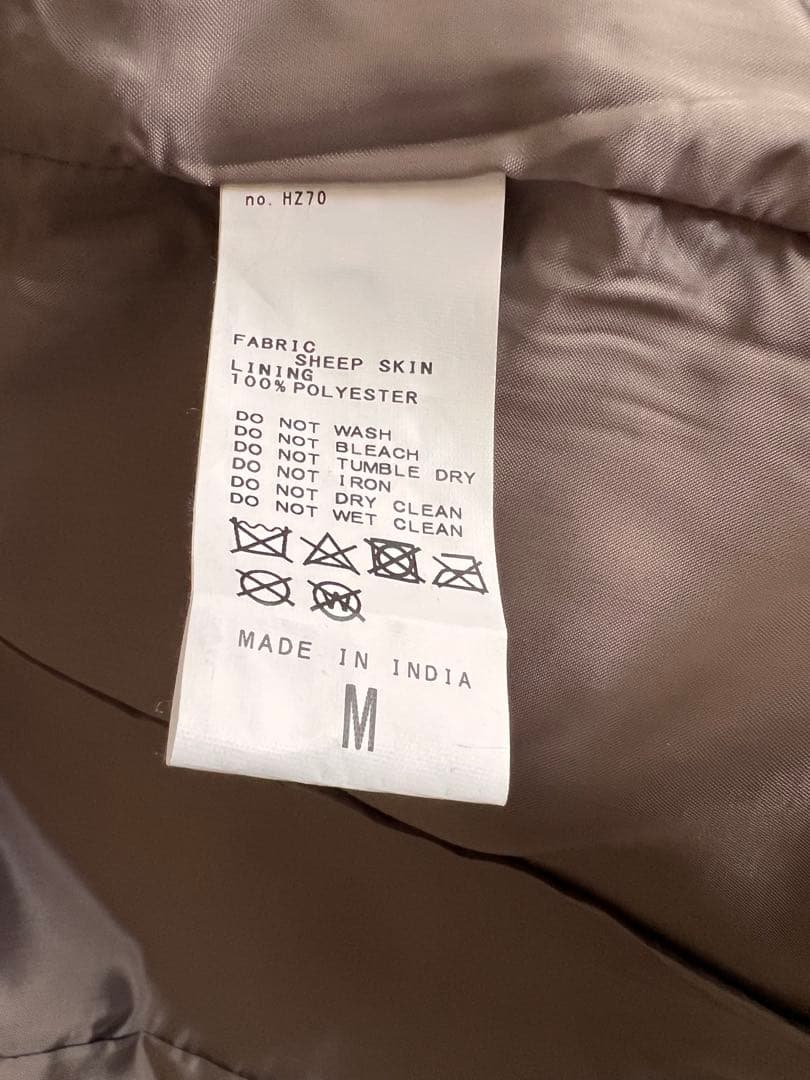 no. HZ70
FABRIC
SHEEP SKIN
LINING
100% POLYESTER
DO NOT WASH
DO NOT BLEACH
DO NOT TUMBLE DRY
DO NOT IRON
DO NOT DRY CLEAN
DO NOT WET CLEAN
W
MADE IN INDIA
M